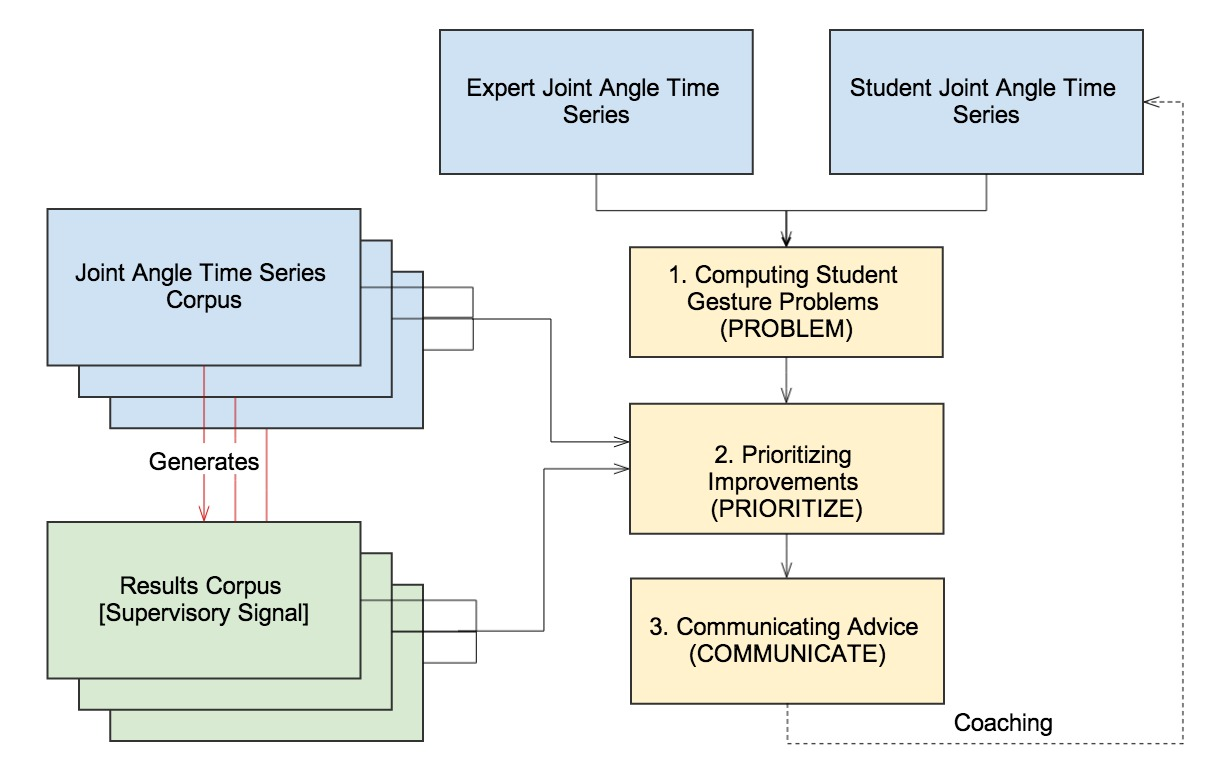 Expert Joint Angle Time
Series
Student Joint Angle Time
Series
Joint Angle Time Series
Corpus
1. Computing Student
Gesture Problems
(PROBLEM)
Generates
2. Prioritizing
Improvements
(PRIORITIZE)
Results Corpus
[Supervisory Signal]
3. Communicating Advice
(COMMUNICATE)
Coaching